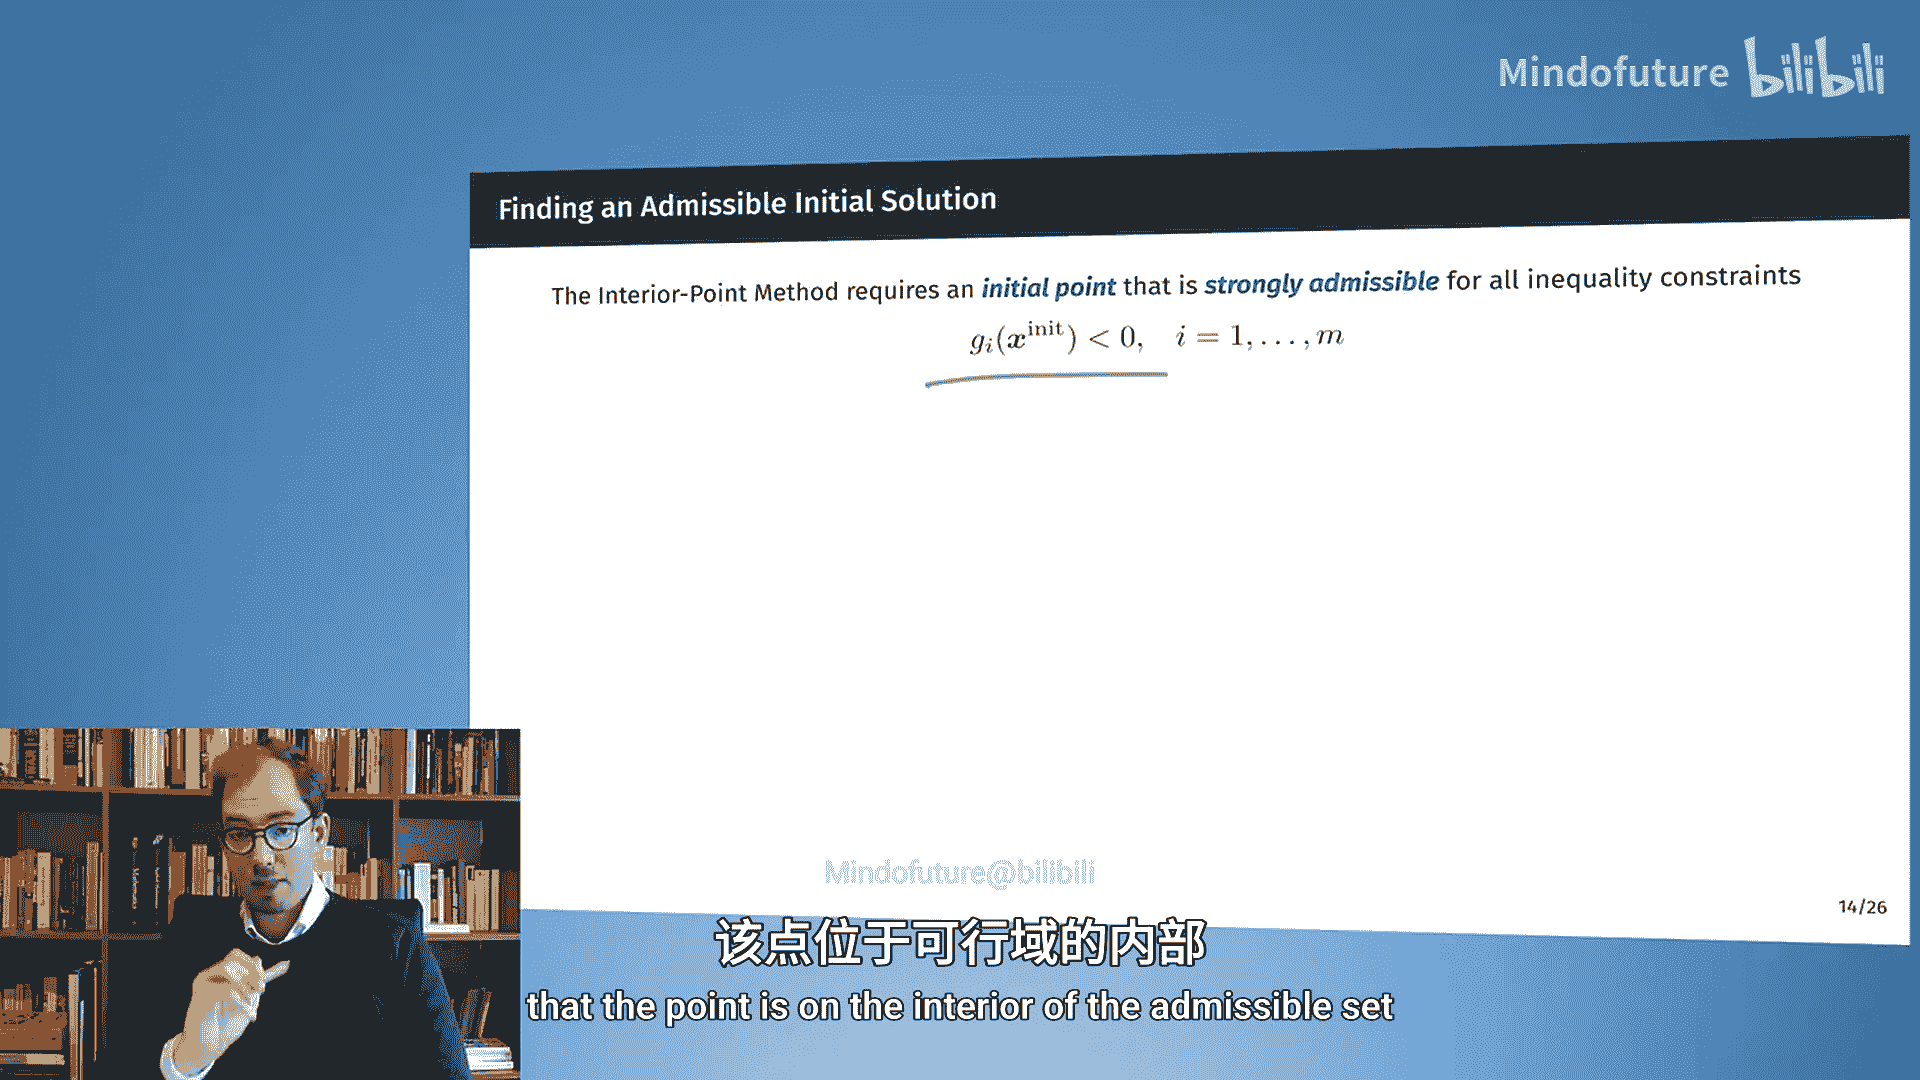 Mindofuture bilibili
Finding an Admissible Initial Solution
The Interior-Point Method requires an initial point that is strongly admissible for all inequality constraints
gᵢ(xⁱⁿⁱᵗ) < 0, i = 1, . . . , m
Mindofuture@bilibili
14/26
该点位于可行域的内部
that the point is on the interior of the admissible set